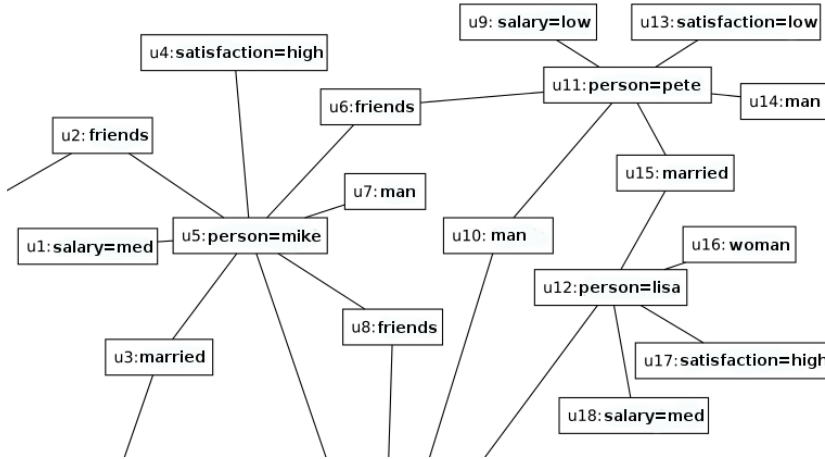 u9: salary=low
u13:satisfaction=low
u4:satisfaction=high
u11:person=pete
u6:friends
u14:man
u2:friends
u15:married
u7:man
u5:person=mike
u10: man
u1:salary=med
u16: woman
u12:person=lisa
u8:friends
u3:married
u17:satisfaction=high
u18:salary=med